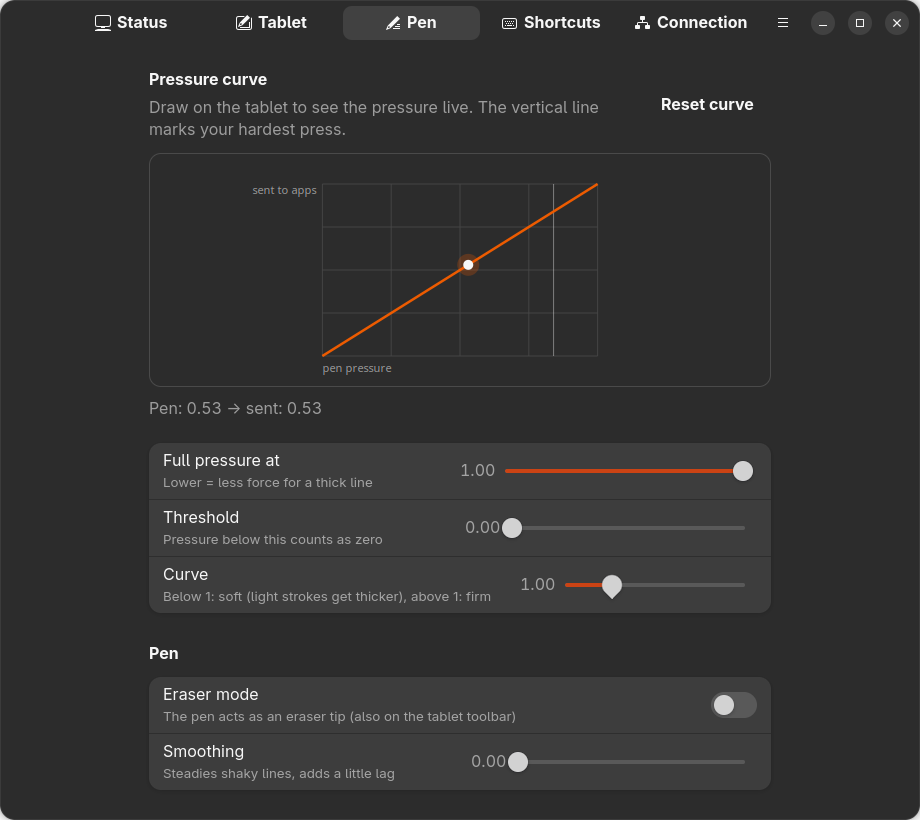 Status
Tablet
Pen
Shortcuts
Connection
Pressure curve
Draw on the tablet to see the pressure live. The vertical line
marks your hardest press.
Reset curve
sent to apps
pen pressure
Pen: 0.53 → sent: 0.53
Full pressure at
Lower = less force for a thick line
1.00
Threshold
Pressure below this counts as zero
0.00
Curve
Below 1: soft (light strokes get thicker), above 1: firm
1.00
Pen
Eraser mode
The pen acts as an eraser tip (also on the tablet toolbar)
Smoothing
Steadies shaky lines, adds a little lag
0.00